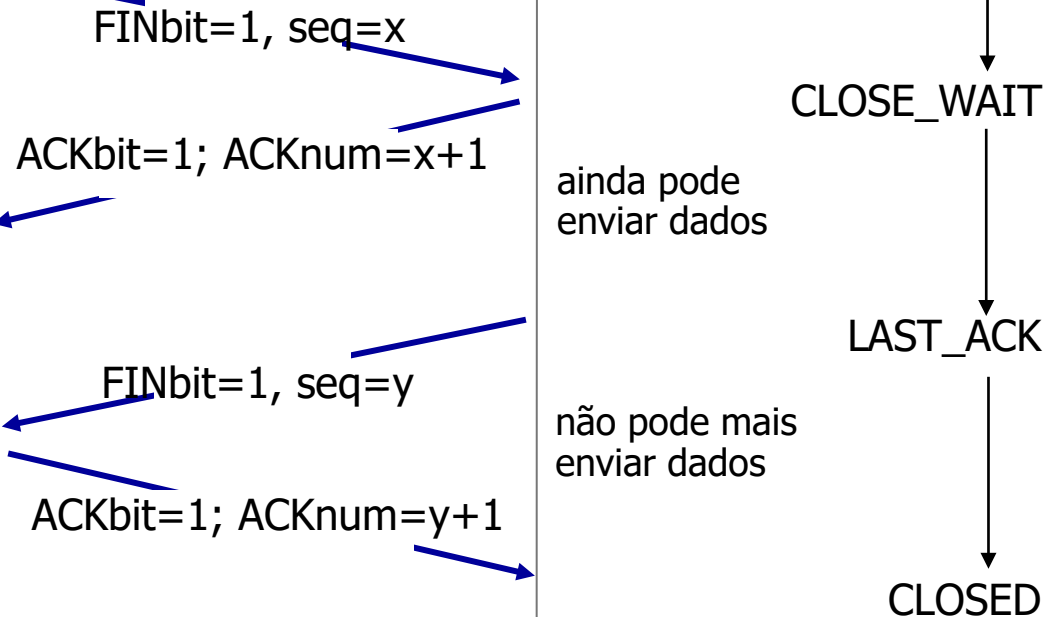 FINbit=1, seq=x
CLOSE_WAIT
ACKbit=1; ACKnum=x+1
ainda pode
enviar dados
LAST_ACK
FINbit=1, seq=y
não pode mais
enviar dados
ACKbit=1; ACKnum=y+1
CLOSED